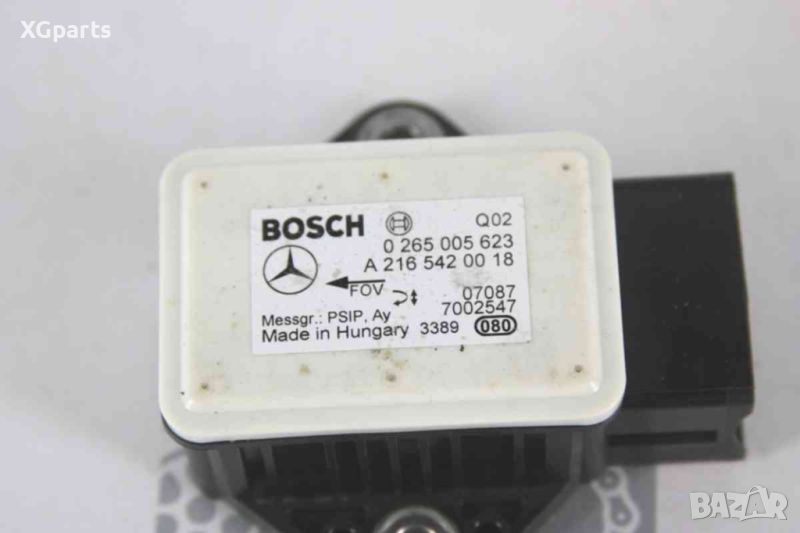 XGparts
BOSCH Q02
0 265 005 623
A 216 542 00 18
FOV 07087
7002547
Messgr.: PSIP, Ay
Made in Hungary 3389 080
BAZAR